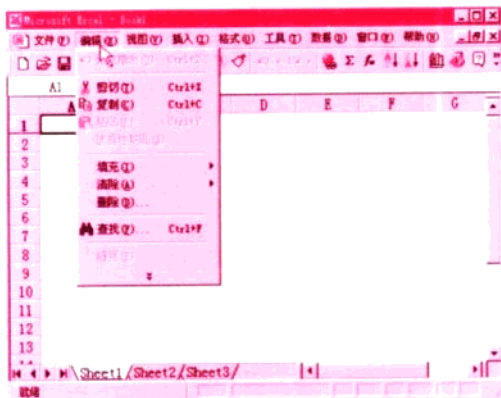 Microsoft Excel - Book1
文件(F) 编辑(E) 视图(V) 插入(I) 格式(O) 工具(T) 数据(D) 窗口(W) 帮助(H)
A1
剪切(T) Ctrl+X
复制(C) Ctrl+C
填充(I)
清除(A)
删除(D)...
查找(F)... Ctrl+F
A D E F G
1
2
3
4
5
6
7
8
9
10
11
12
13
Sheet1 Sheet2 Sheet3
就绪